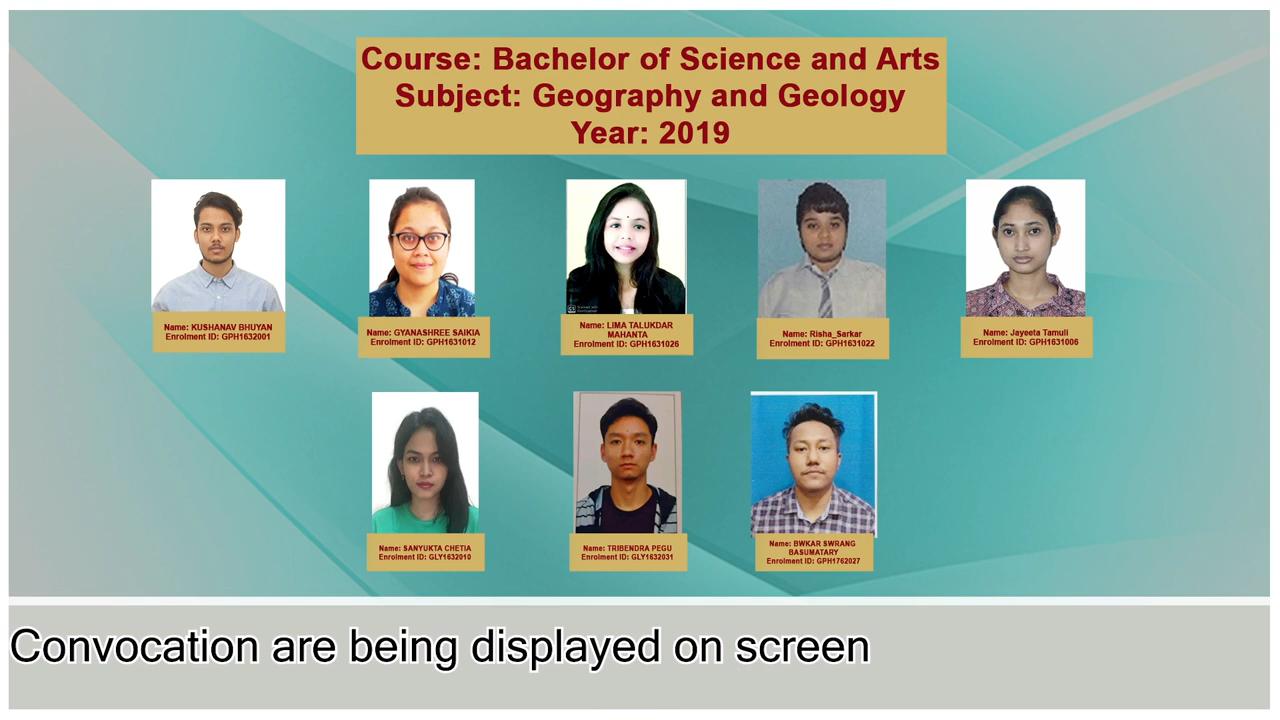 Course: Bachelor of Science and Arts
Subject: Geography and Geology
Year: 2019
Name: KUSHANAV BHUYAN
Enrolment ID: GPH1632001
Name: GYANASHREE SAIKIA
Enrolment ID: GPH1631012
Name: LIMA TALUKDAR
MAHANTA
Enrolment ID: GPH1631026
Name: Risha_Sarkar
Enrolment ID: GPH1631022
Name: Jayeeta Tamuli
Enrolment ID: GPH1631006
Name: SANYUKTA CHETIA
Enrolment ID: GLY1632010
Name: TRIBENDRA PEGU
Enrolment ID: GLY1632031
Name: BWKAR SWRANG
BASUMATARY
Enrolment ID: GPH1762027
Convocation are being displayed on screen